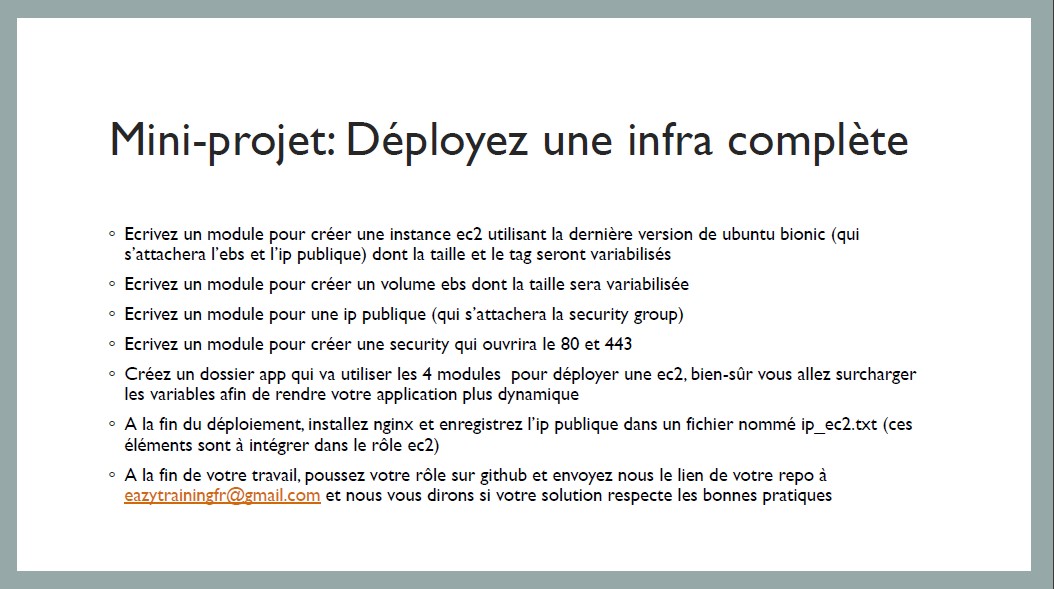 Mini-projet: Déployez une infra complète
◦ Ecrivez un module pour créer une instance ec2 utilisant la dernière version de ubuntu bionic (qui
s’attachera l’ebs et l’ip publique) dont la taille et le tag seront variabilisés
◦ Ecrivez un module pour créer un volume ebs dont la taille sera variabilisée
◦ Ecrivez un module pour une ip publique (qui s’attachera la security group)
◦ Ecrivez un module pour créer une security qui ouvrira le 80 et 443
◦ Créez un dossier app qui va utiliser les 4 modules  pour déployer une ec2, bien-sûr vous allez surcharger
les variables afin de rendre votre application plus dynamique
◦ A la fin du déploiement, installez nginx et enregistrez l’ip publique dans un fichier nommé ip_ec2.txt (ces
éléments sont à intégrer dans le rôle ec2)
◦ A la fin de votre travail, poussez votre rôle sur github et envoyez nous le lien de votre repo à
eazytrainingfr@gmail.com et nous vous dirons si votre solution respecte les bonnes pratiques